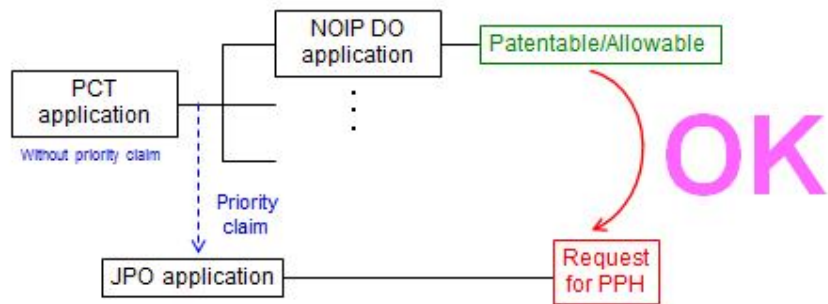 NOIP DO
application
Patentable/Allowable
PCT
application
Without priority claim
OK
Priority
claim
JPO application
Request
for PPH